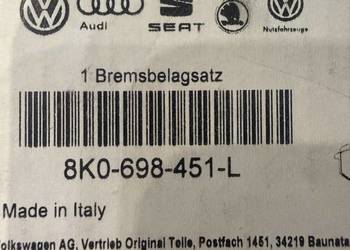 Audi SEAT Nutzfahrzeuge
1 Bremsbelagsatz
8K0-698-451-L
Made in Italy
Volkswagen AG, Vertrieb Original Teile, Postfach 1451, 34219 Baunata